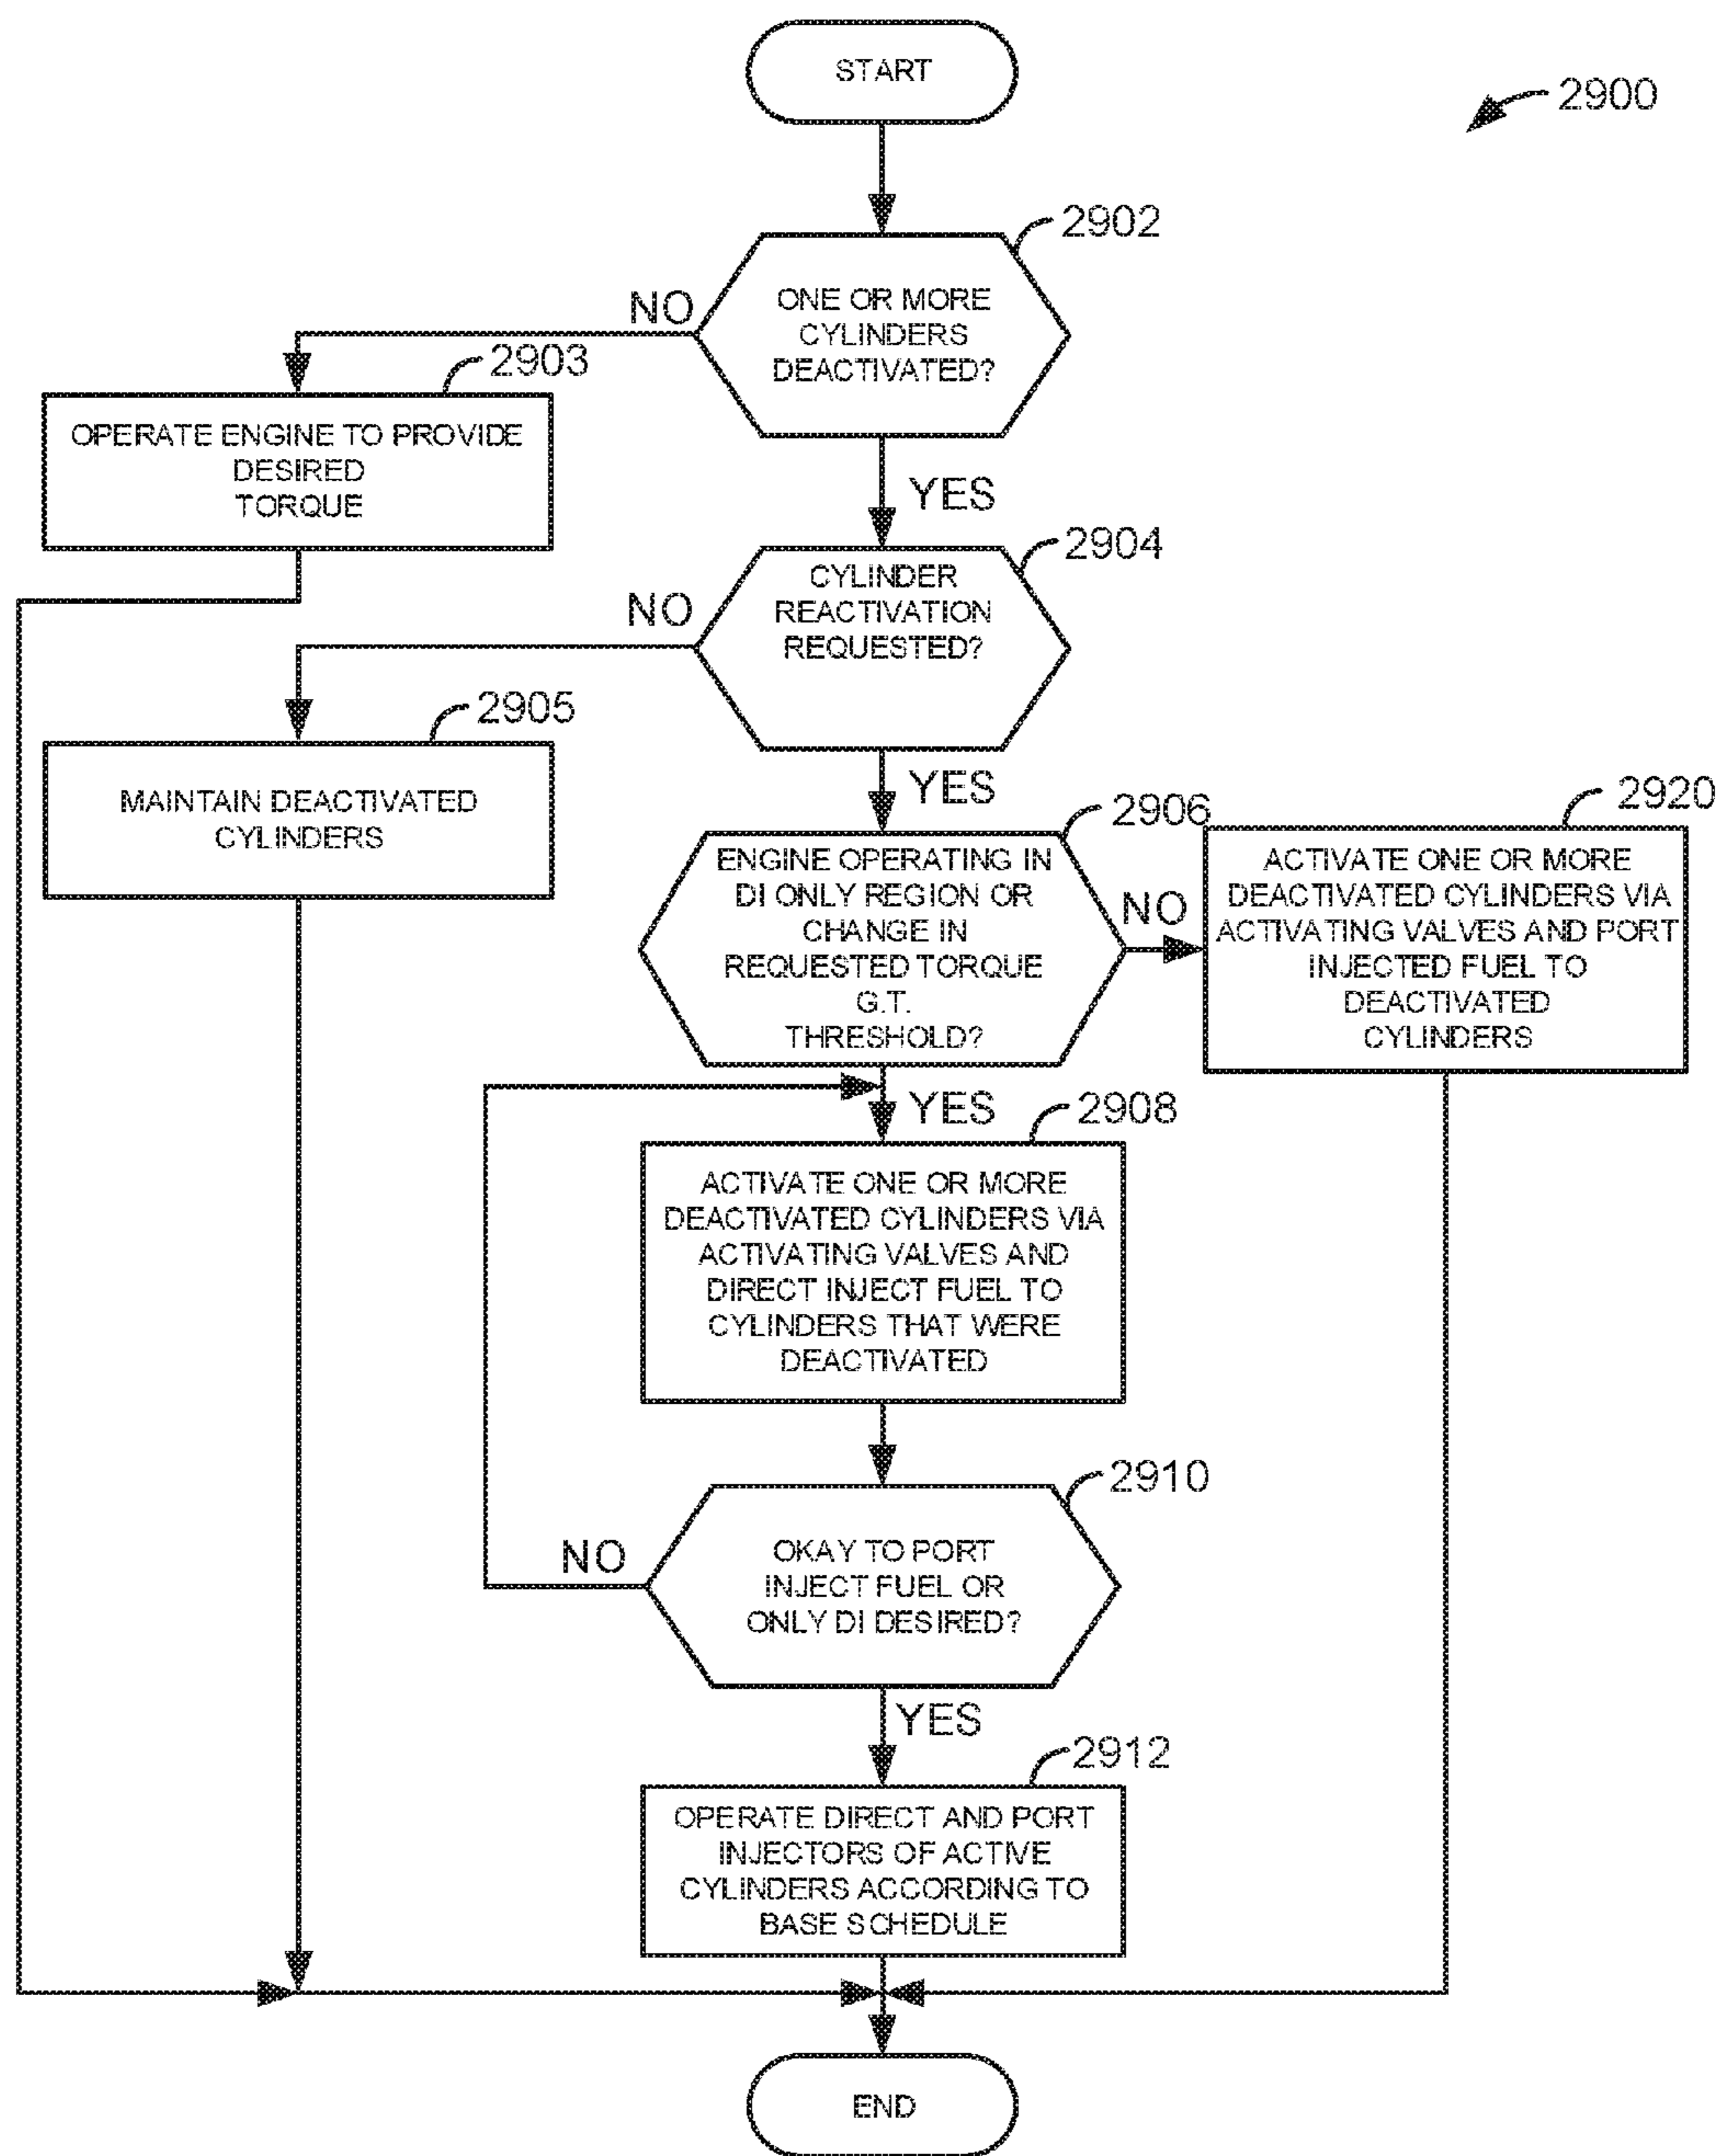 START
2900
2902
ONE OR MORE
CYLINDERS
DEACTIVATED?
NO
2903
OPERATE ENGINE TO PROVIDE
DESIRED
TORQUE
YES
2904
CYLINDER
REACTIVATION
REQUESTED?
NO
2905
MAINTAIN DEACTIVATED
CYLINDERS
YES
2906
ENGINE OPERATING IN
DI ONLY REGION OR
CHANGE IN
REQUESTED TORQUE
G.T.
THRESHOLD?
NO
2920
ACTIVATE ONE OR MORE
DEACTIVATED CYLINDERS VIA
ACTIVATING VALVES AND PORT
INJECTED FUEL TO
DEACTIVATED
CYLINDERS
YES
2908
ACTIVATE ONE OR MORE
DEACTIVATED CYLINDERS VIA
ACTIVATING VALVES AND
DIRECT INJECT FUEL TO
CYLINDERS THAT WERE
DEACTIVATED
2910
OKAY TO PORT
INJECT FUEL OR
ONLY DI DESIRED?
NO
YES
2912
OPERATE DIRECT AND PORT
INJECTORS OF ACTIVE
CYLINDERS ACCORDING TO
BASE SCHEDULE
END